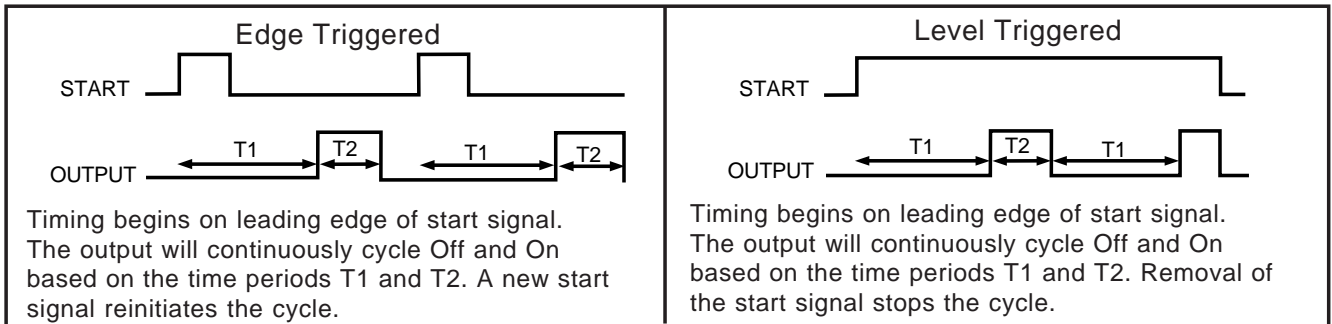 Edge Triggered
START
OUTPUT
T1
T2
T1
T2
Timing begins on leading edge of start signal.
The output will continuously cycle Off and On
based on the time periods T1 and T2. A new start
signal reinitiates the cycle.
Level Triggered
START
OUTPUT
T1
T2
T1
Timing begins on leading edge of start signal.
The output will continuously cycle Off and On
based on the time periods T1 and T2. Removal of
the start signal stops the cycle.